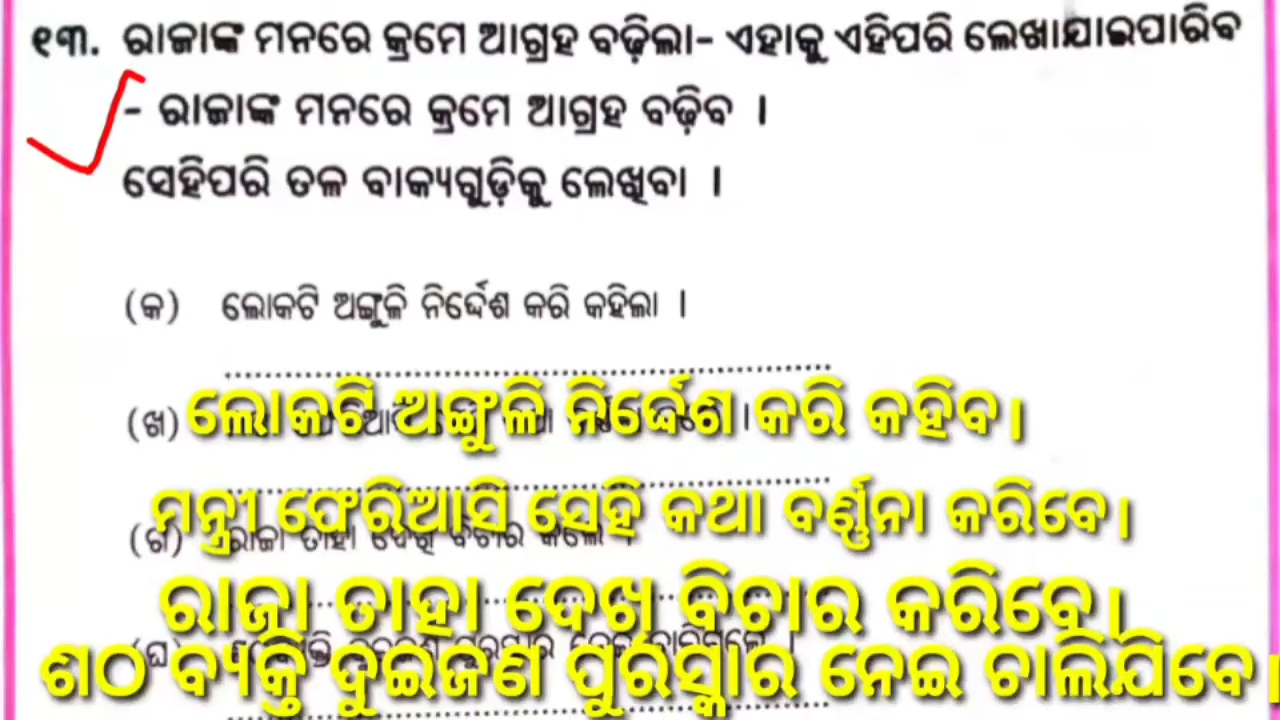 ୧୩. ରାଜାଙ୍କ ମନରେ କ୍ରମେ ଆଗ୍ରହ ବଢ଼ିଲା- ଏହାକୁ ଏହିପରି ଲେଖାଯାଇପାରିବ
- ରାଜାଙ୍କ ମନରେ କ୍ରମେ ଆଗ୍ରହ ବଢ଼ିବ ।
ସେହିପରି ତଳ ବାକ୍ୟଗୁଡ଼ିକୁ ଲେଖିବା ।
(କ) ଲୋକଟି ଅଙ୍ଗୁଳି ନିର୍ଦ୍ଦେଶ କରି କହିଲା ।
ଲୋକଟି ଅଙ୍ଗୁଳି ନିର୍ଦ୍ଦେଶ କରି କହିବ।
(ଖ)
ମନ୍ତ୍ରୀ ଫେରିଆସି ସେହି କଥା ବର୍ଣ୍ଣନା କରିବେ।
(ଗ) ରାଜା ତାହା ଦେଖି ବିଚାର କଲେ ।
ରାଜା ତାହା ଦେଖି ବିଚାର କରିବେ।
(ଘ)
ଶଠ ବ୍ୟକ୍ତି ଦୁଇଜଣ ପୁରସ୍କାର ନେଇ ଚାଲିଯିବେ।